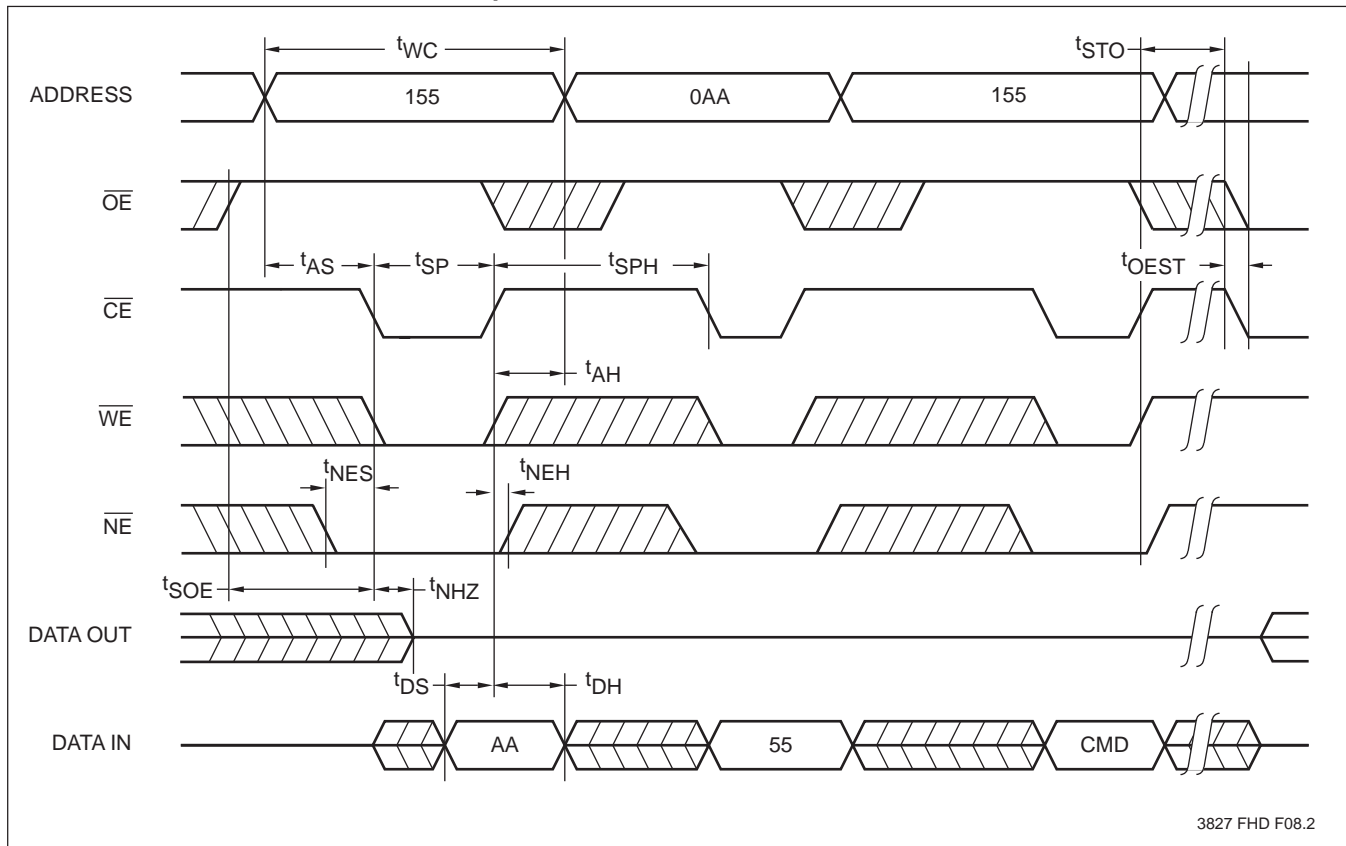 tWC
tSTO
ADDRESS
155
0AA
155
OE
tAS
tSP
tSPH
tOEST
CE
tAH
WE
tNES
tNEH
NE
tSOE
tNHZ
DATA OUT
tDS
tDH
DATA IN
AA
55
CMD
3827 FHD F08.2